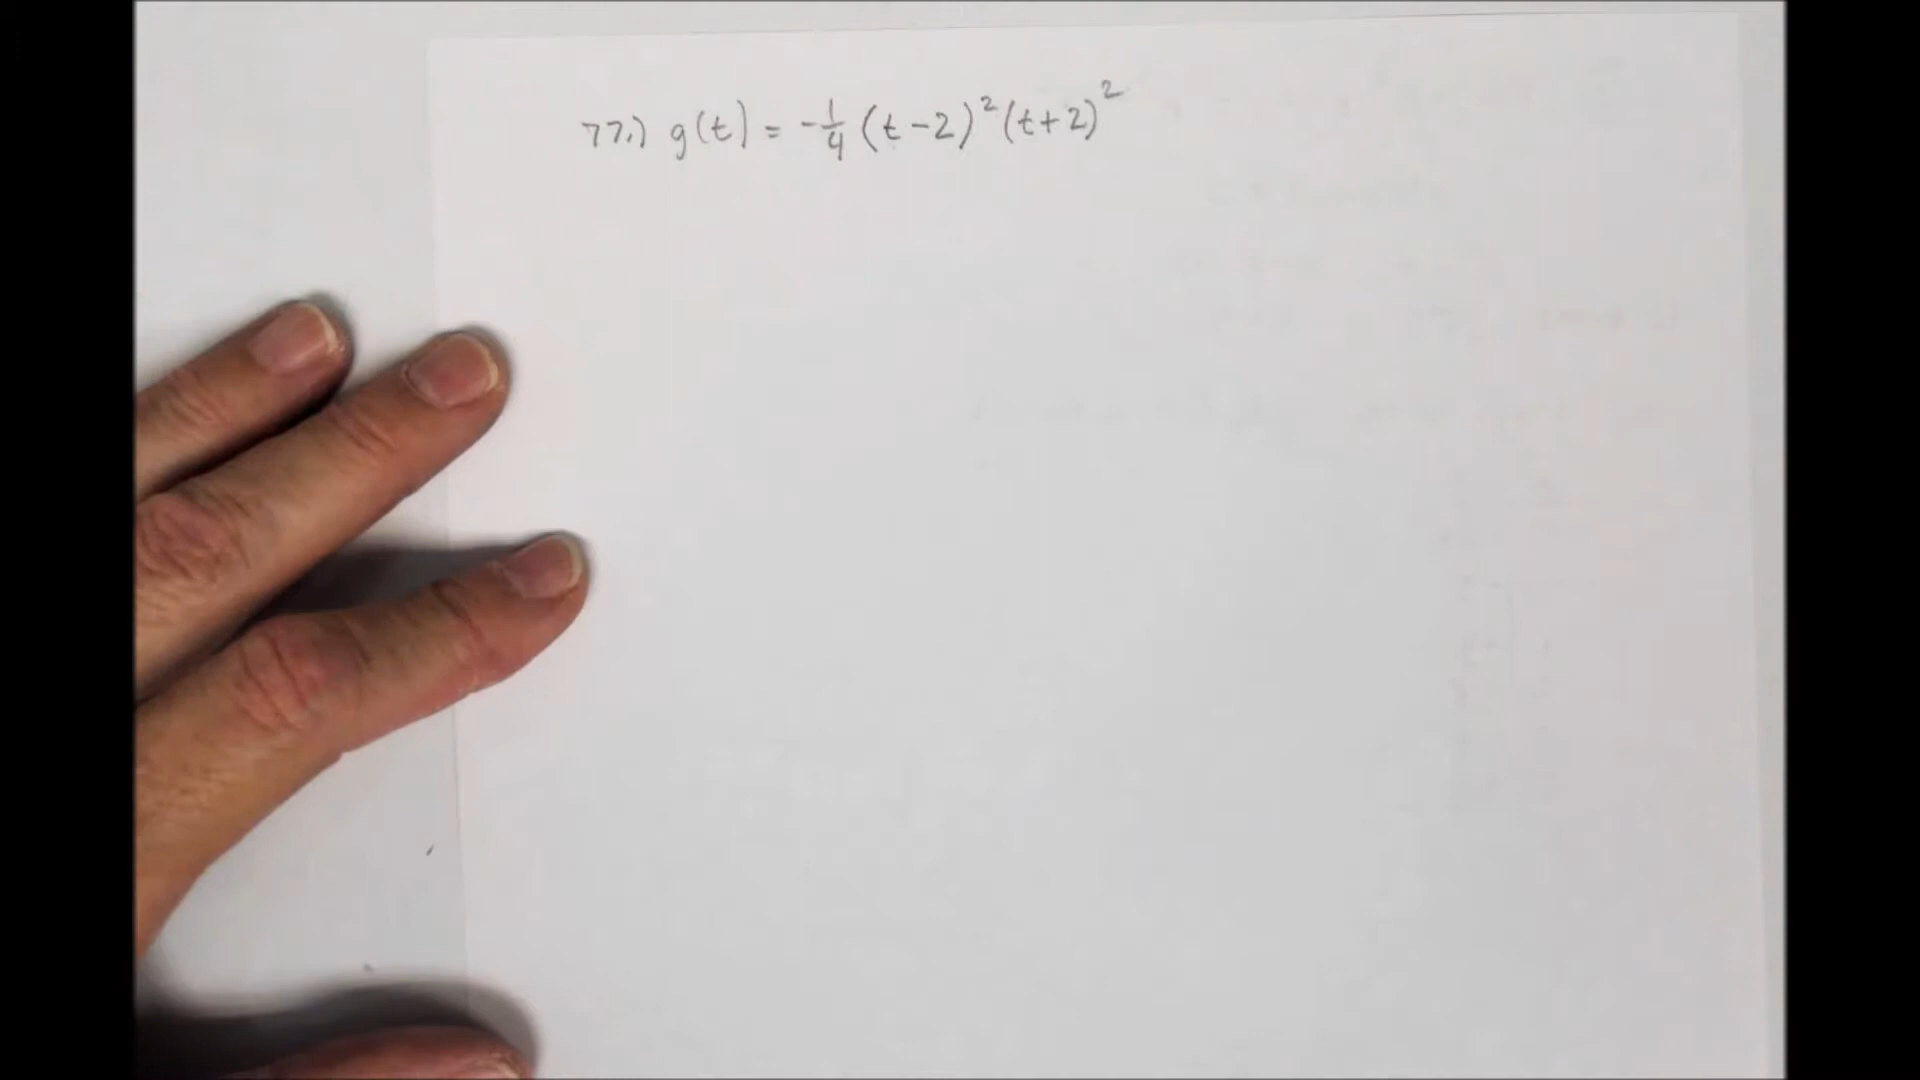 77.) g(t) = -1/4 (t-2)² (t+2)²